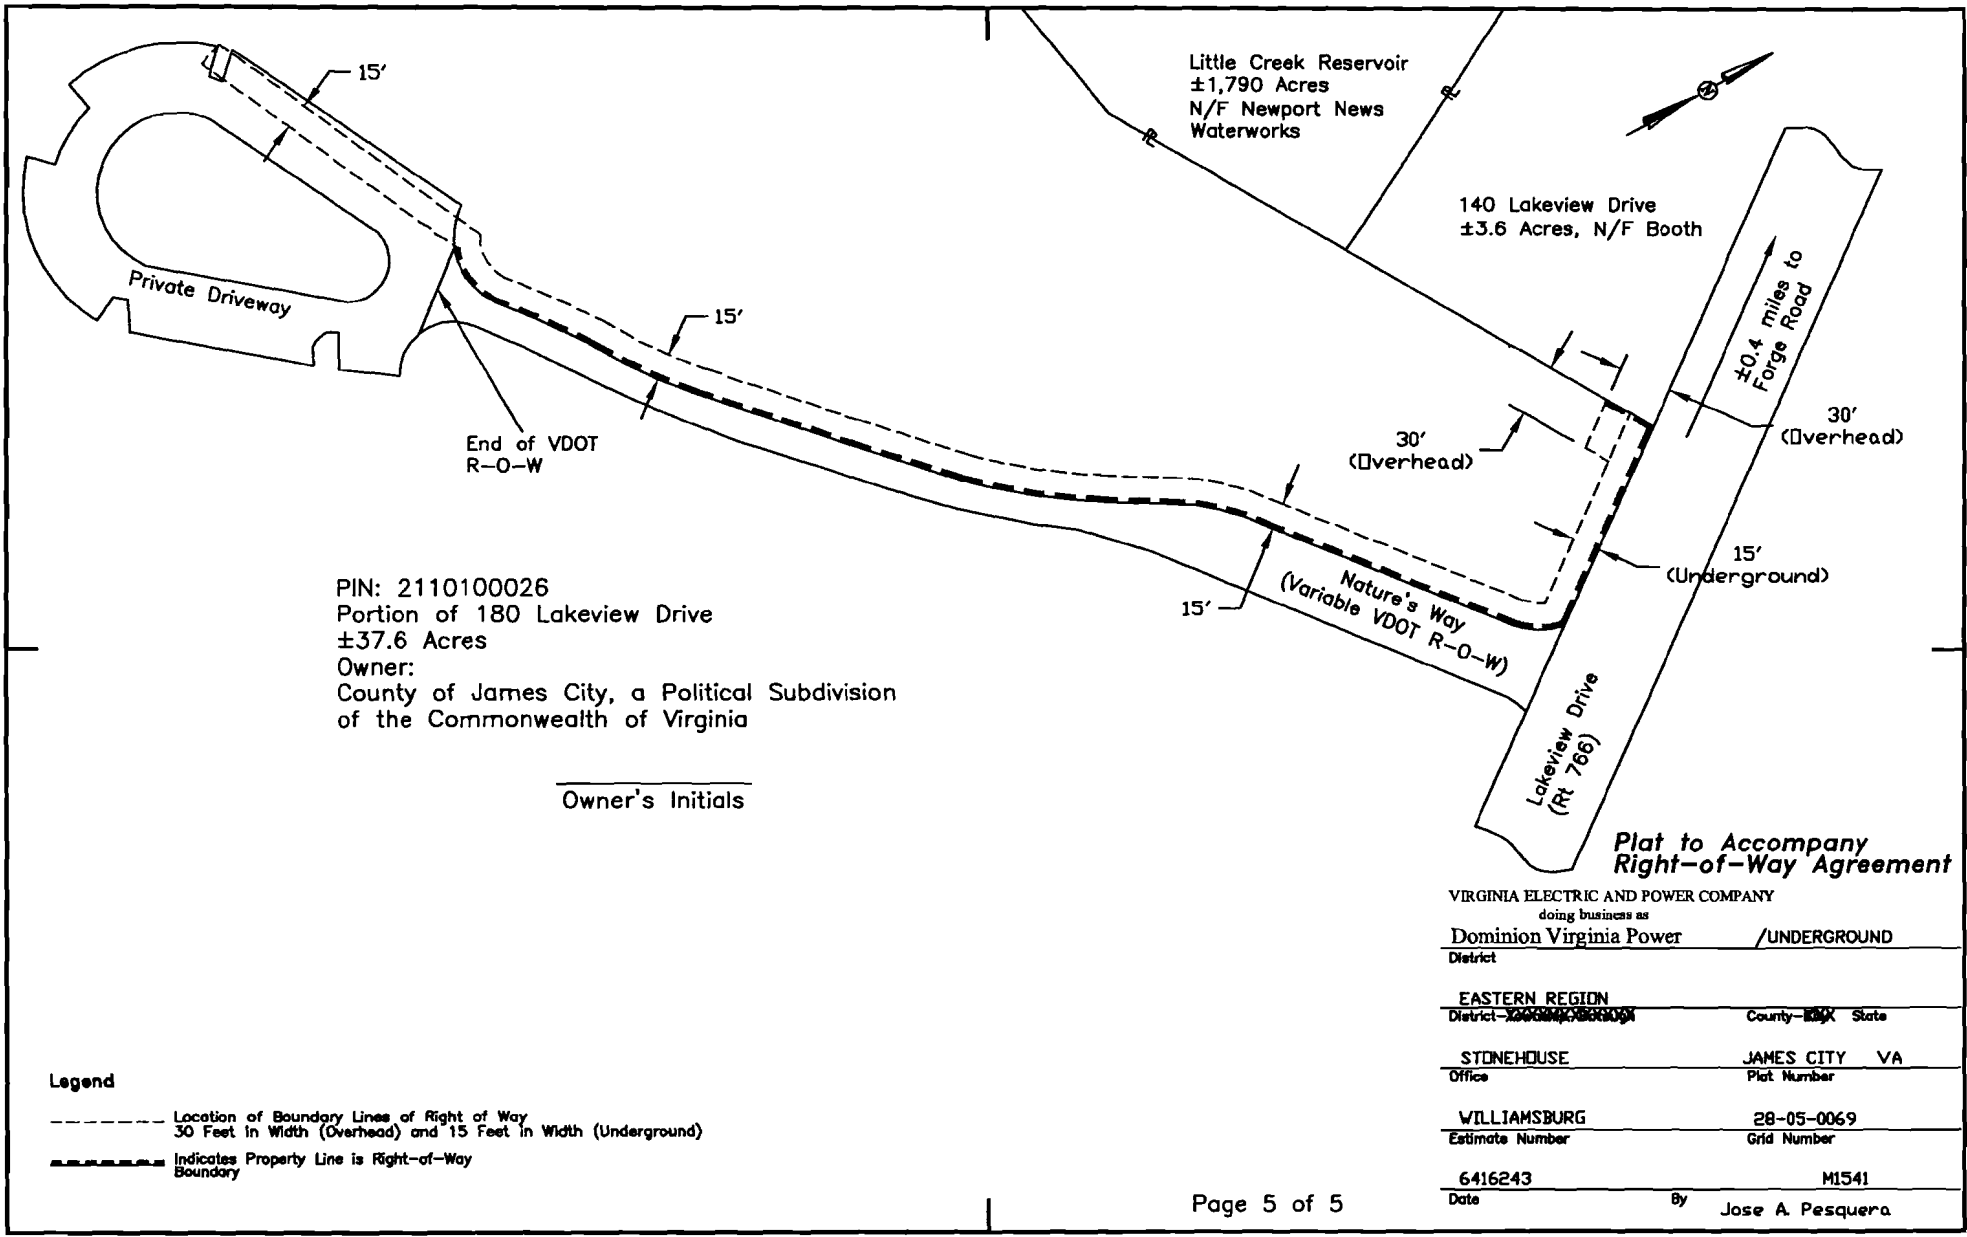 15'
Little Creek Reservoir
±1,790 Acres
N/F Newport News
Waterworks
N
PL
PL
140 Lakeview Drive
±3.6 Acres, N/F Booth
±0.4 miles to
Forge Road
Private Driveway
15'
End of VDOT
R-O-W
30'
(Overhead)
30'
(Overhead)
15'
(Underground)
15'
Nature's Way
(Variable VDOT R-O-W)
Lakeview Drive
(Rt 766)
PIN: 2110100026
Portion of 180 Lakeview Drive
±37.6 Acres
Owner:
County of James City, a Political Subdivision
of the Commonwealth of Virginia
Owner's Initials
Plat to Accompany
Right-of-Way Agreement
VIRGINIA ELECTRIC AND POWER COMPANY
doing business as
Dominion Virginia Power /UNDERGROUND
District
EASTERN REGION
District- County- State
STONEHOUSE JAMES CITY VA
Office Plat Number
WILLIAMSBURG 28-05-0069
Estimate Number Grid Number
6416243 M1541
Date By Jose A. Pesquera
Legend
Location of Boundary Lines of Right of Way
30 Feet in Width (Overhead) and 15 Feet in Width (Underground)
Indicates Property Line is Right-of-Way
Boundary
Page 5 of 5